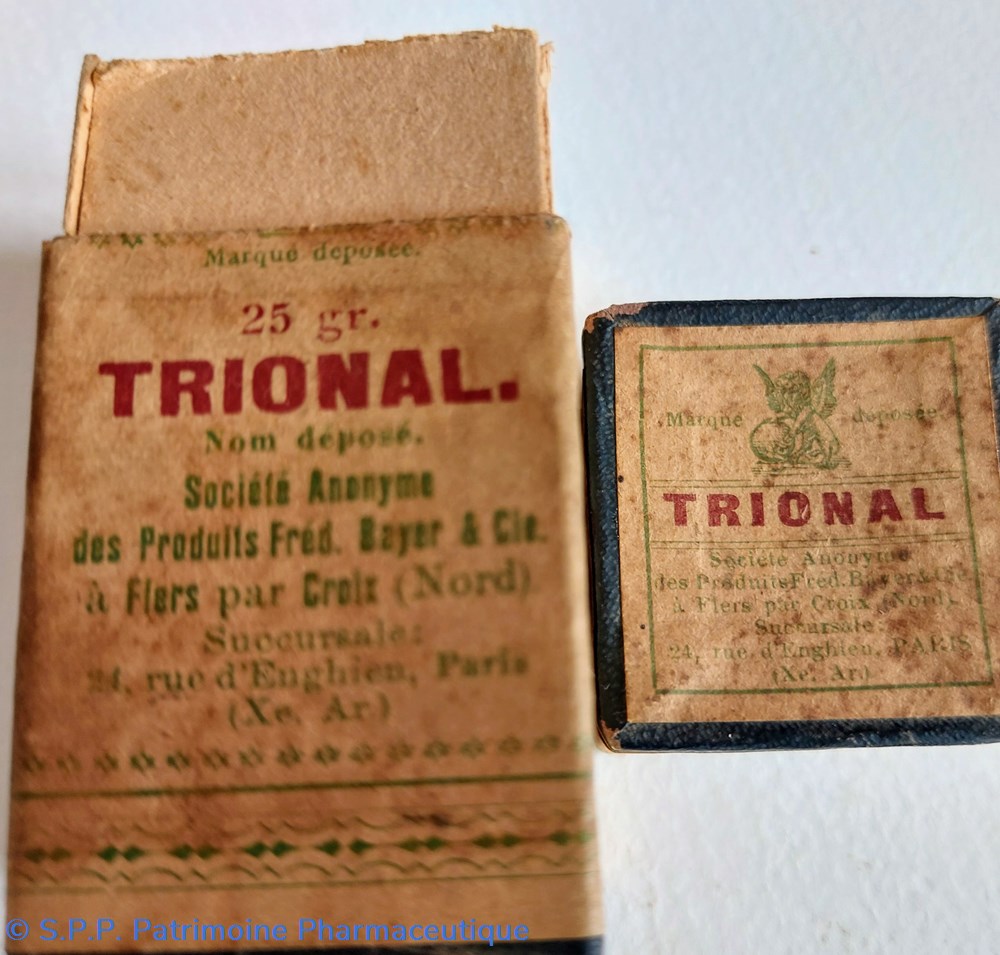 Marque déposée.
25 gr.
TRIONAL.
Nom déposé.
Société Anonyme
des Produits Fréd. Bayer & Cie.
à Flers par Croix (Nord)
Succursale:
24, rue d'Enghien, Paris
(Xe. Ar)
Marque déposée
TRIONAL
Société Anonyme
des Produits Fréd. Bayer & Cie
à Flers par Croix (Nord).
Succursale:
24, rue d'Enghien, PARIS
(Xe. Ar)
© S.P.P. Patrimoine Pharmaceutique